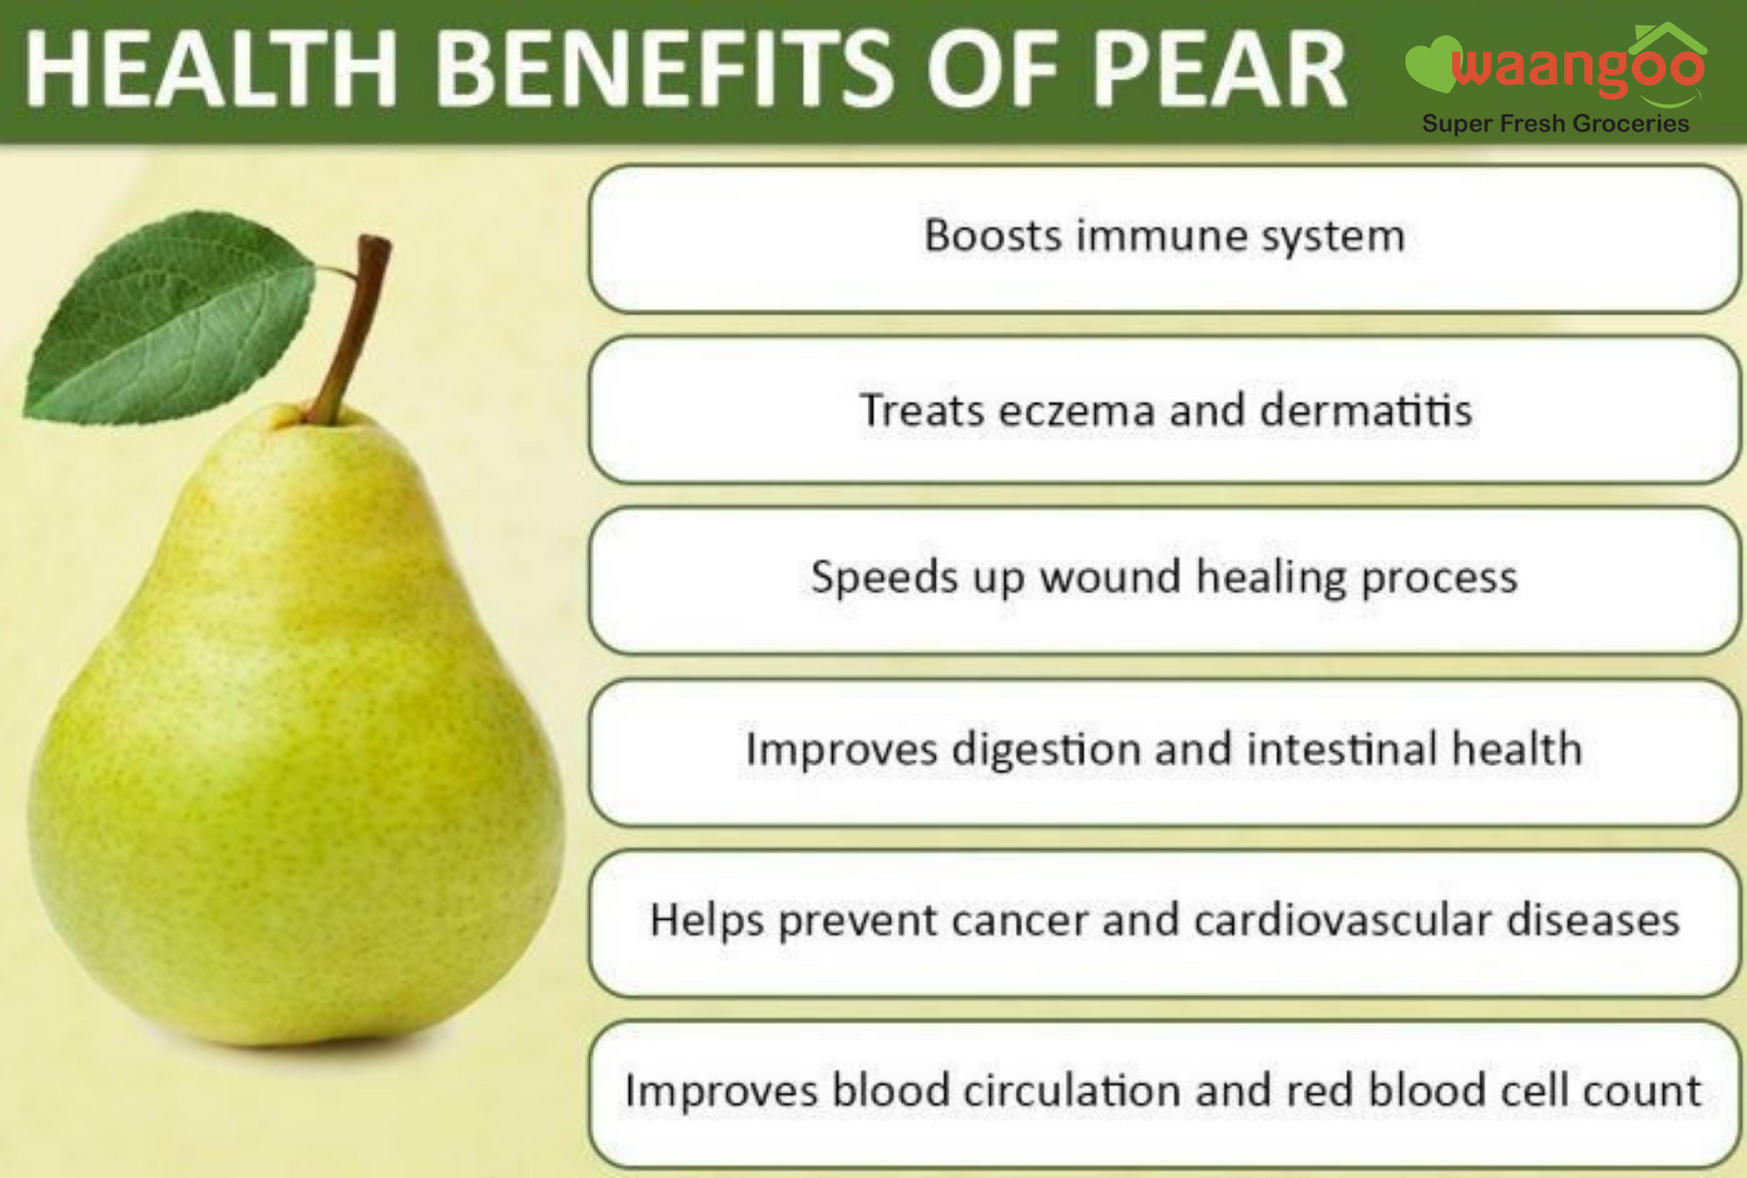 HEALTH BENEFITS OF PEAR
waangoo
Super Fresh Groceries
Boosts immune system
Treats eczema and dermatitis
Speeds up wound healing process
Improves digestion and intestinal health
Helps prevent cancer and cardiovascular diseases
Improves blood circulation and red blood cell count